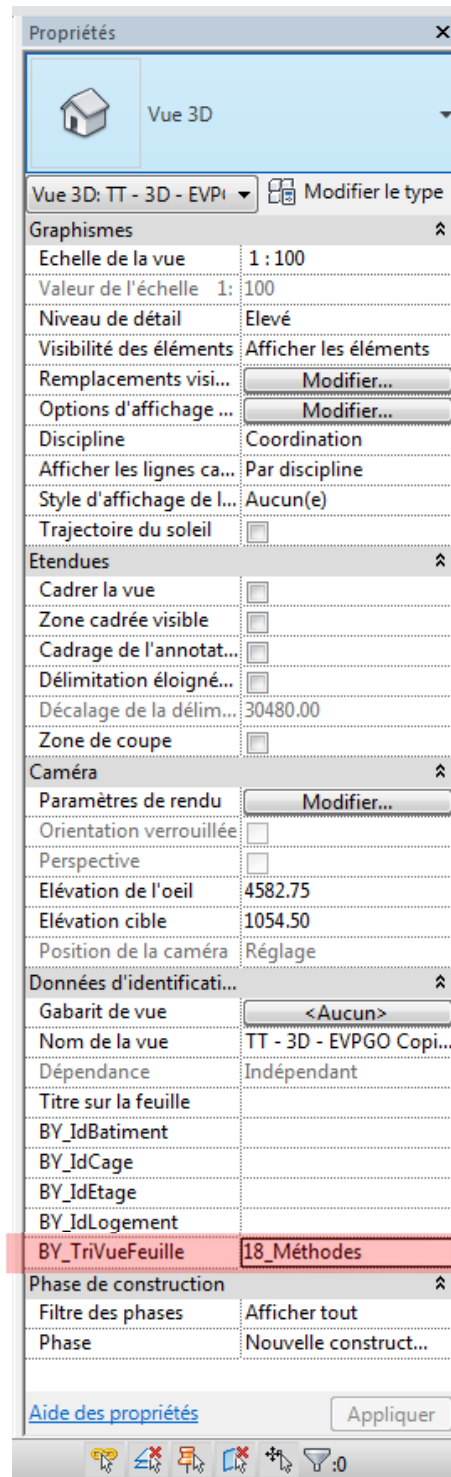 Propriétés
Vue 3D
Vue 3D: TT - 3D - EVP Modifier le type
Graphismes
Echelle de la vue 1 : 100
Valeur de l'échelle 1: 100
Niveau de détail Elevé
Visibilité des éléments Afficher les éléments
Remplacements visi... Modifier...
Options d'affichage ... Modifier...
Discipline Coordination
Afficher les lignes ca... Par discipline
Style d'affichage de l... Aucun(e)
Trajectoire du soleil
Etendues
Cadrer la vue
Zone cadrée visible
Cadrage de l'annotat...
Délimitation éloigné...
Décalage de la délim... 30480.00
Zone de coupe
Caméra
Paramètres de rendu Modifier...
Orientation verrouillée
Perspective
Elévation de l'oeil 4582.75
Elévation cible 1054.50
Position de la caméra Réglage
Données d'identificati...
Gabarit de vue <Aucun>
Nom de la vue TT - 3D - EVPGO Copi...
Dépendance Indépendant
Titre sur la feuille
BY_IdBatiment
BY_IdCage
BY_IdEtage
BY_IdLogement
BY_TriVueFeuille 18_Méthodes
Phase de construction
Filtre des phases Afficher tout
Phase Nouvelle construct...
Aide des propriétés Appliquer
:0